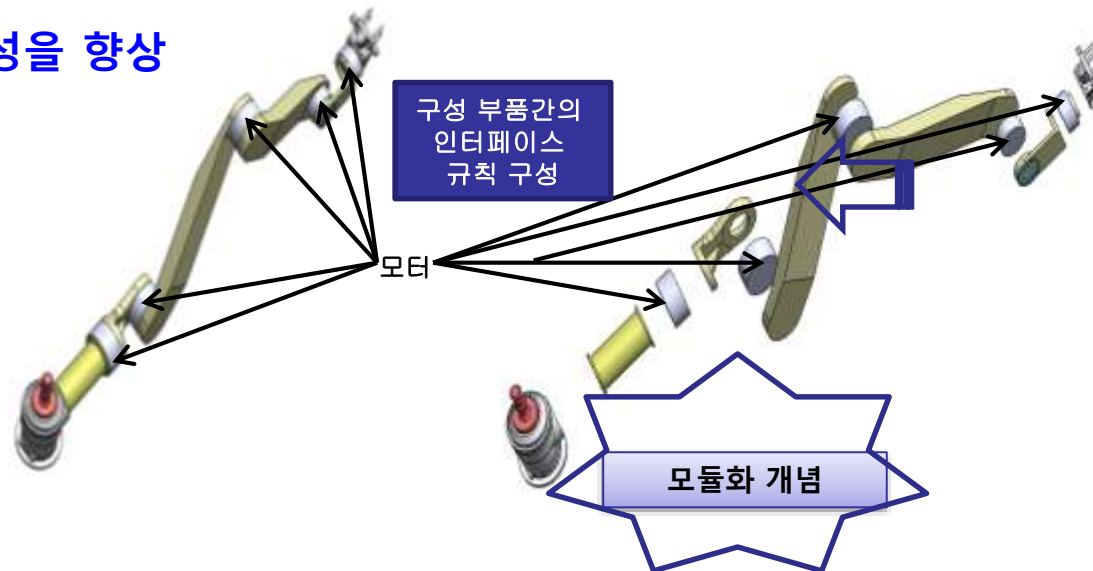 성을 향상
구성 부품간의
인터페이스
규칙 구성
모터
모듈화 개념